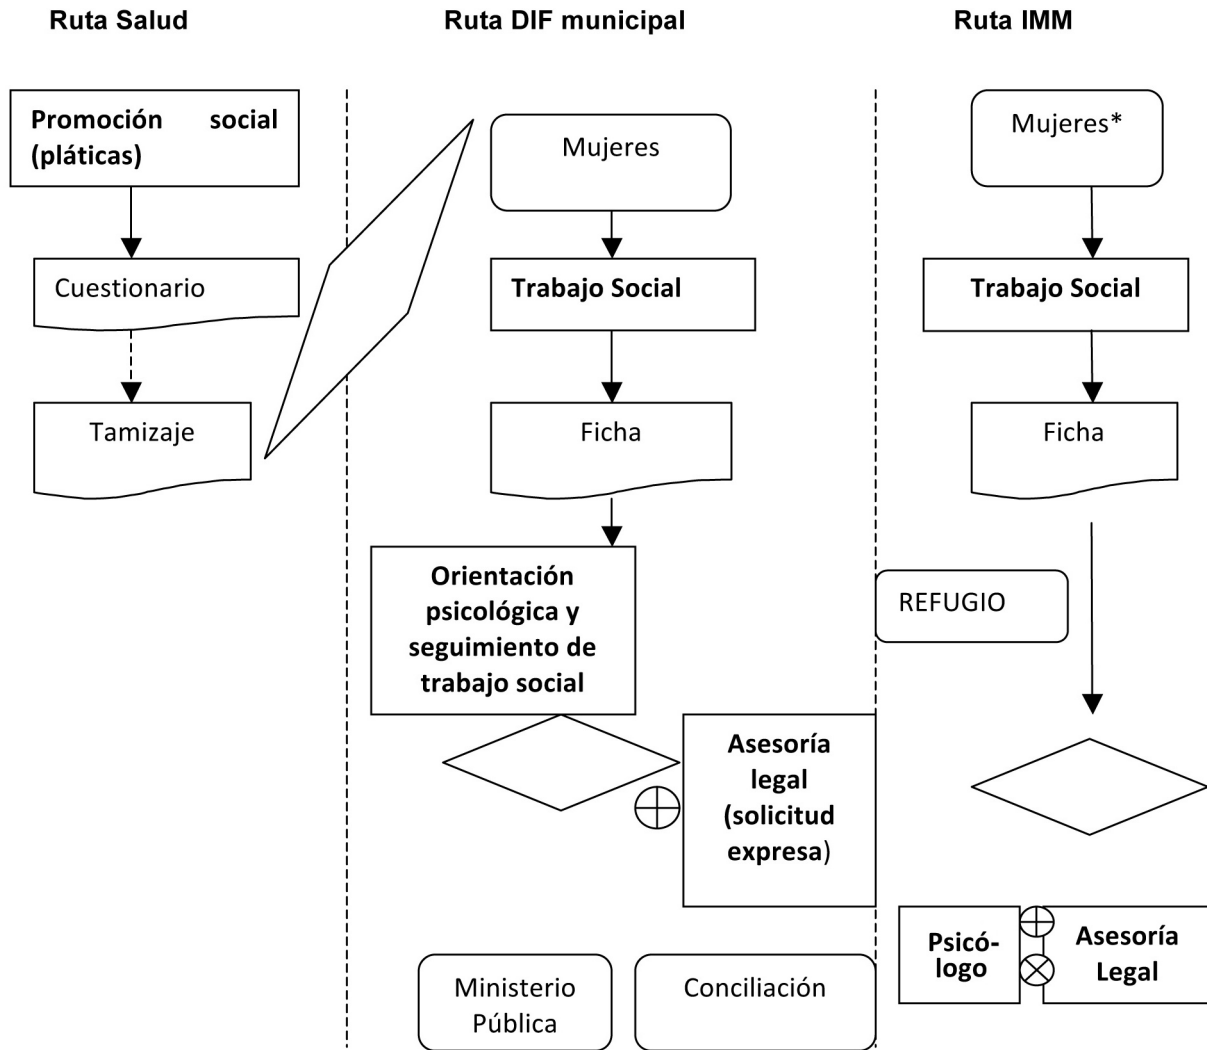 Ruta Salud
Ruta DIF municipal
Ruta IMM
Promoción social
(pláticas)
Cuestionario
Tamizaje
Mujeres
Trabajo Social
Ficha
Orientación
psicológica y
seguimiento de
trabajo social
Asesoría
legal
(solicitud
expresa)
Ministerio
Pública
Conciliación
Mujeres*
Trabajo Social
Ficha
REFUGIO
Psicó-
logo
Asesoría
Legal